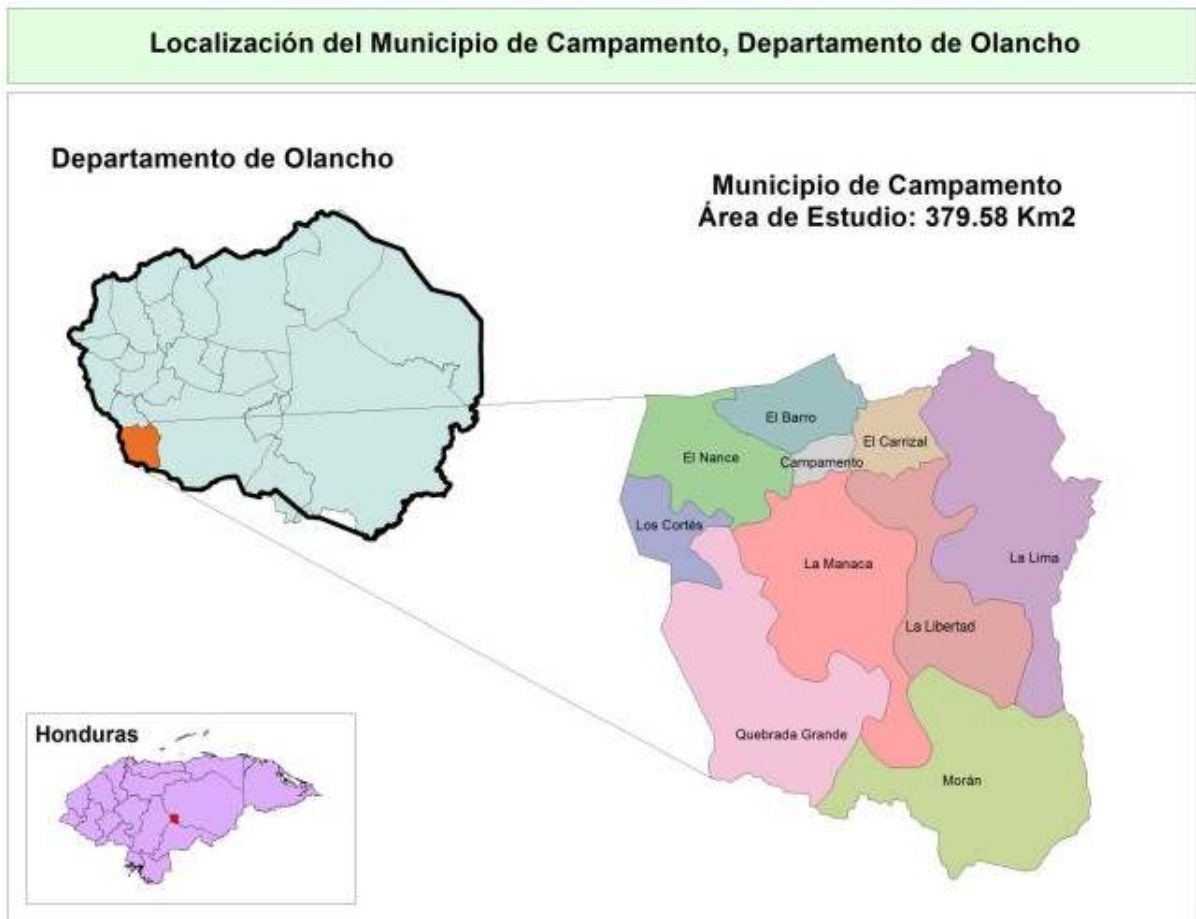 Localización del Municipio de Campamento, Departamento de Olancho
Departamento de Olancho
Municipio de Campamento
Área de Estudio: 379.58 Km2
El Barro
El Carrizal
El Nance
Campamento
Los Cortés
La Manaca
La Lima
La Libertad
Quebrada Grande
Morán
Honduras